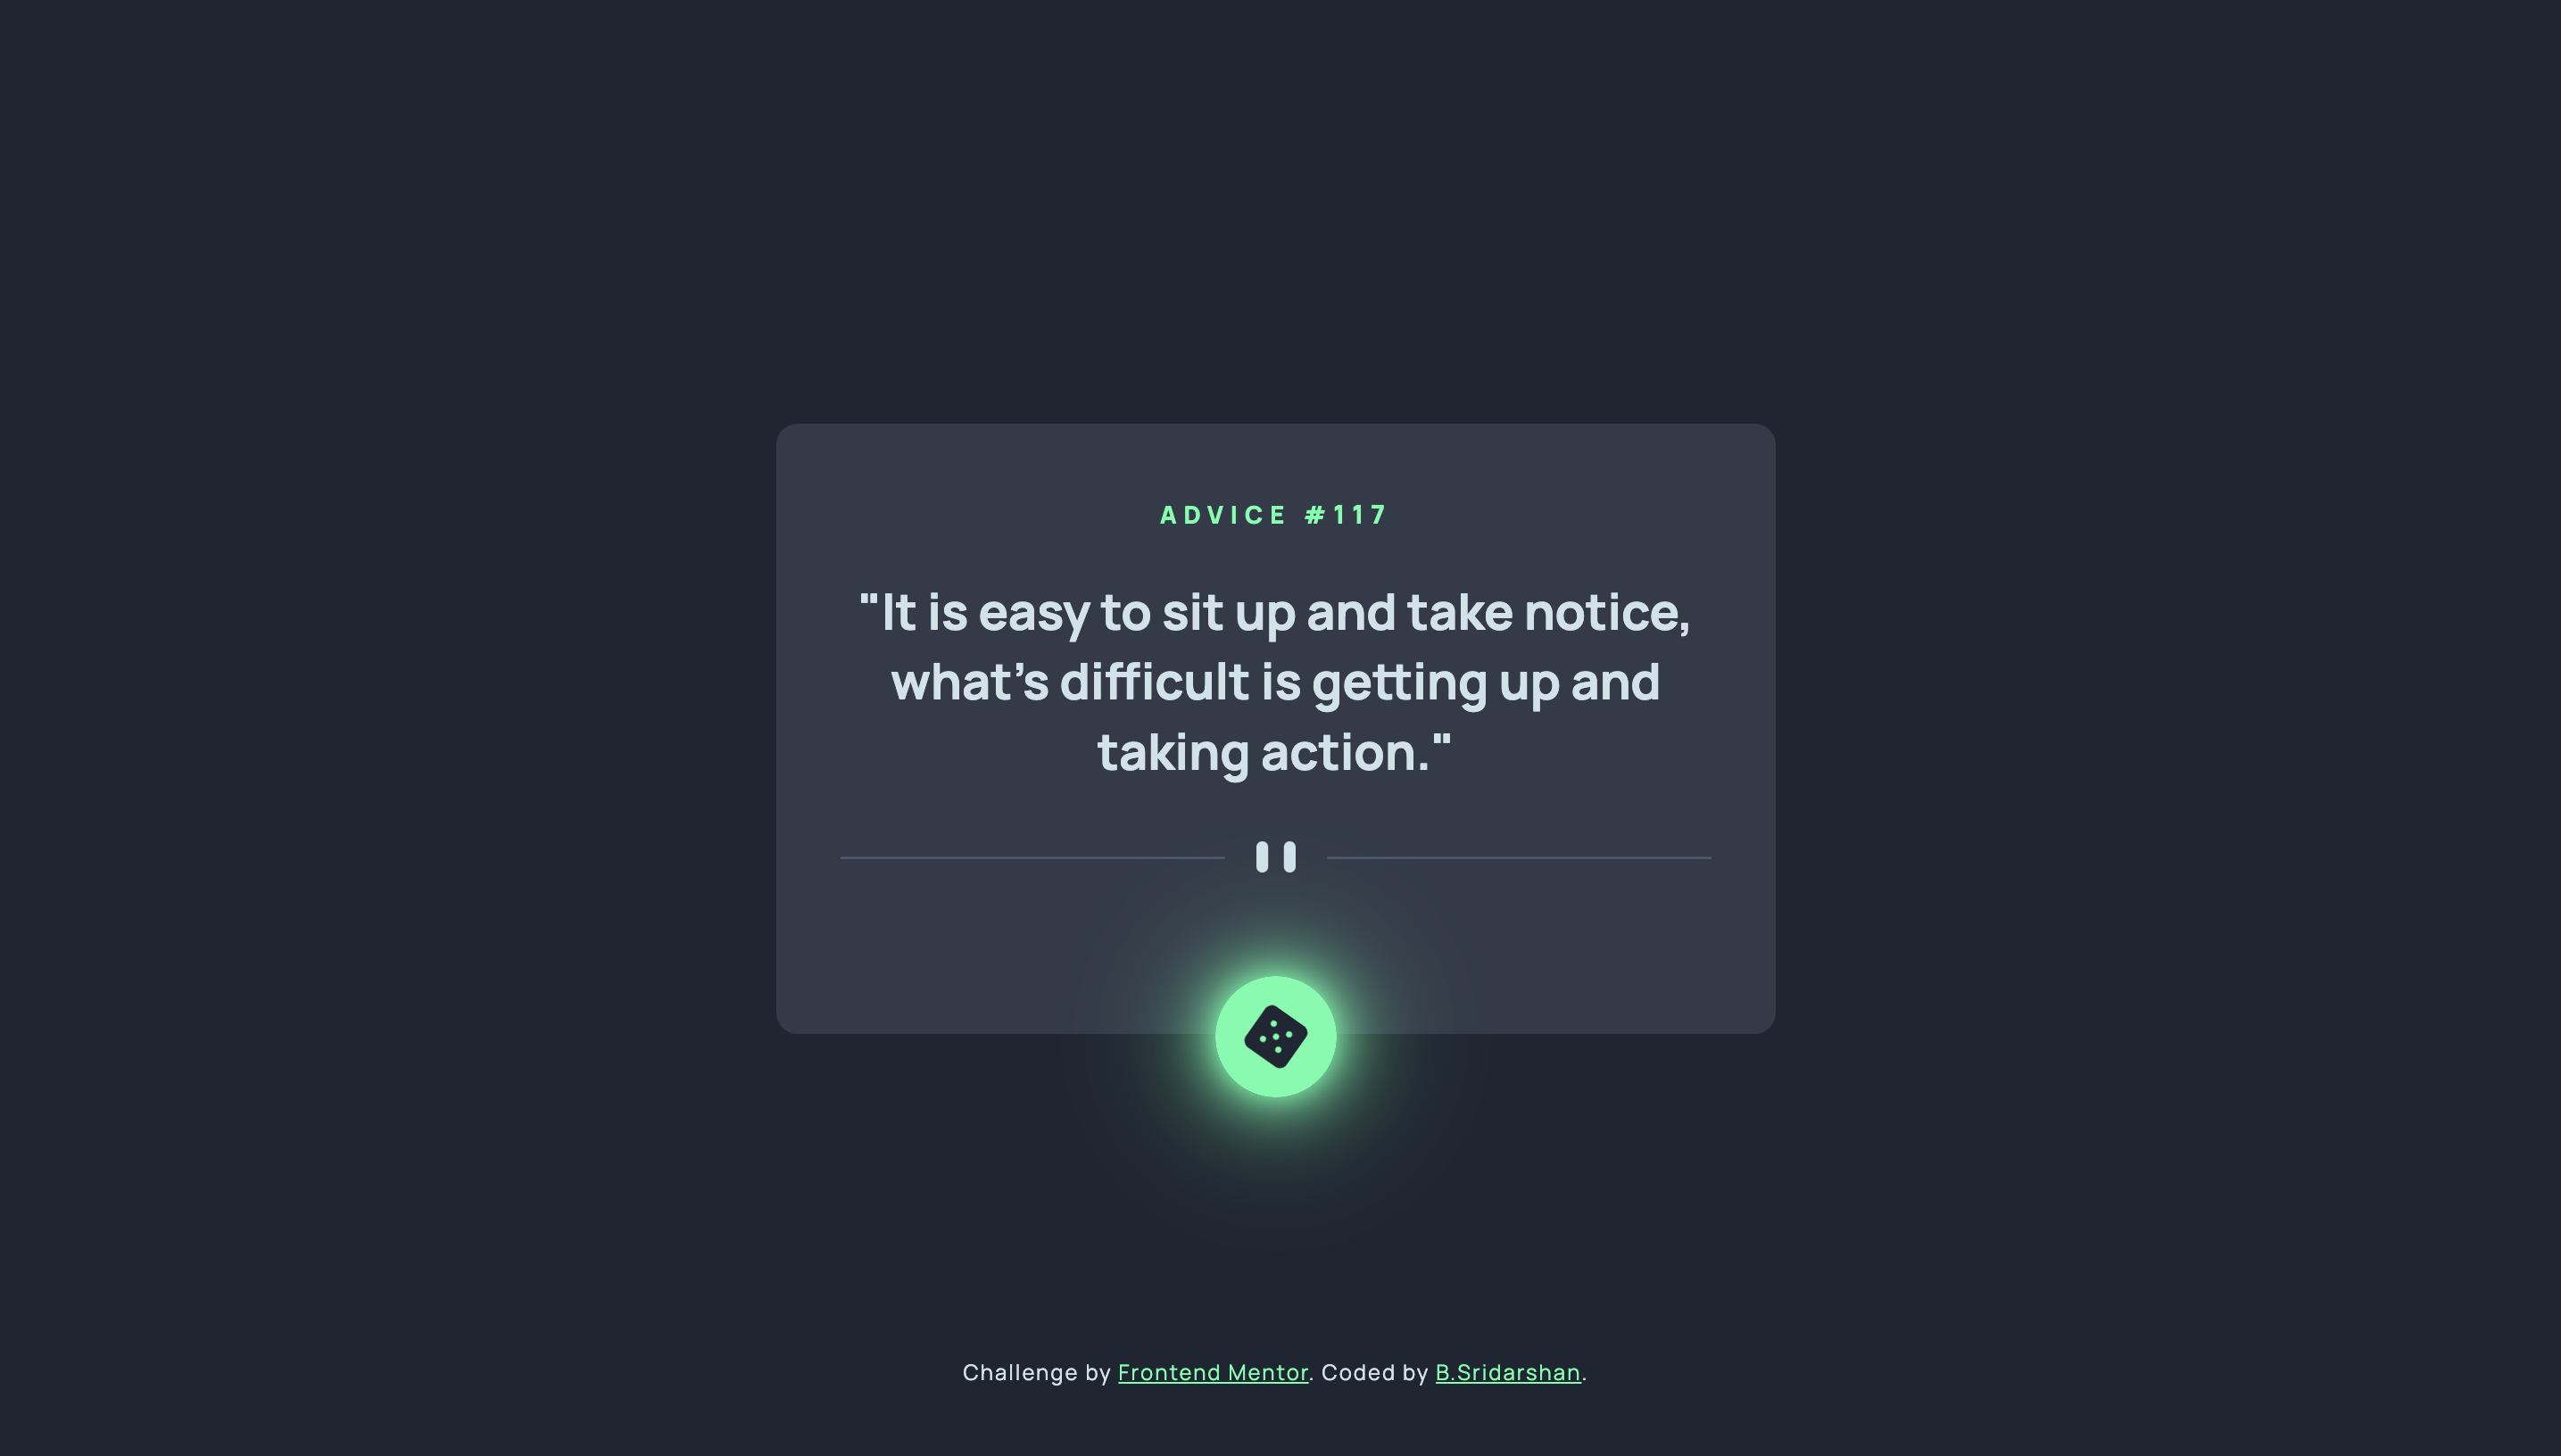 ADVICE #117
"It is easy to sit up and take notice,
what's difficult is getting up and
taking action."
Challenge by Frontend Mentor. Coded by B.Sridarshan.